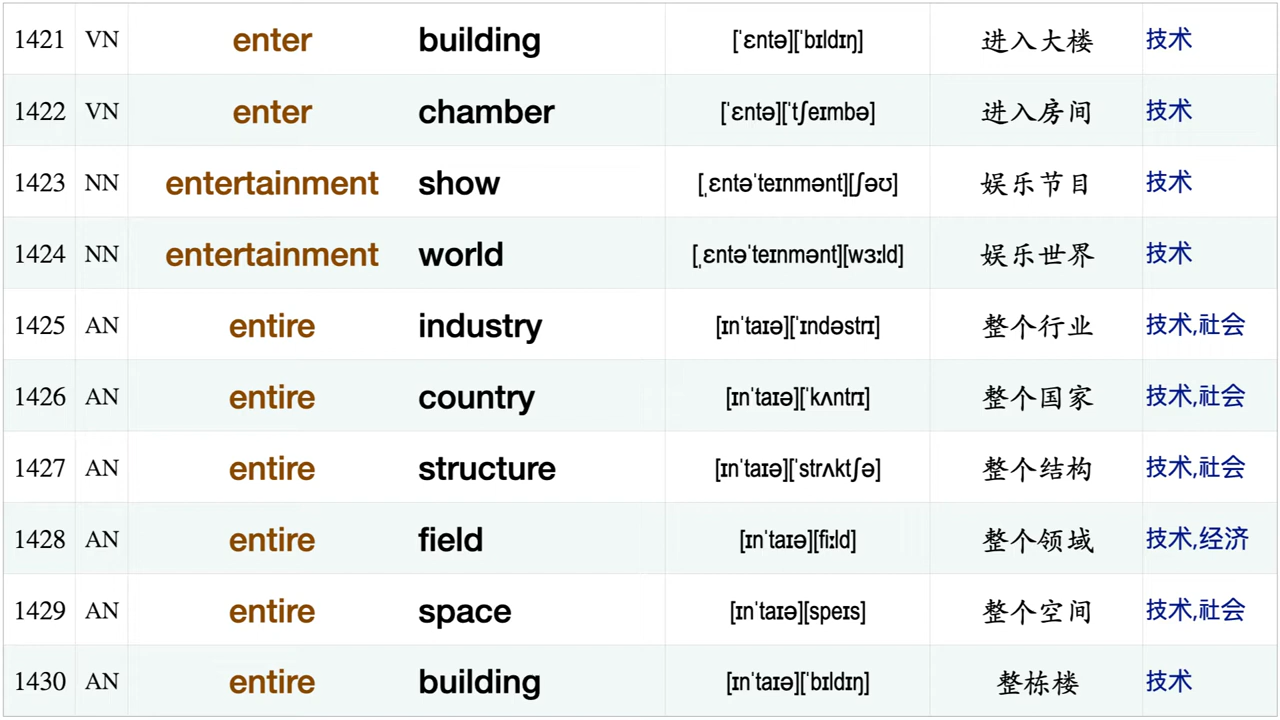 1421 VN enter building [ˈɛntə][ˈbɪldɪŋ] 进入大楼 技术
1422 VN enter chamber [ˈɛntə][ˈtʃeɪmbə] 进入房间 技术
1423 NN entertainment show [ˌɛntəˈteɪnmənt][ʃəʊ] 娱乐节目 技术
1424 NN entertainment world [ˌɛntəˈteɪnmənt][wɜːld] 娱乐世界 技术
1425 AN entire industry [ɪnˈtaɪə][ˈɪndəstrɪ] 整个行业 技术,社会
1426 AN entire country [ɪnˈtaɪə][ˈkʌntrɪ] 整个国家 技术,社会
1427 AN entire structure [ɪnˈtaɪə][ˈstrʌktʃə] 整个结构 技术,社会
1428 AN entire field [ɪnˈtaɪə][fiːld] 整个领域 技术,经济
1429 AN entire space [ɪnˈtaɪə][speɪs] 整个空间 技术,社会
1430 AN entire building [ɪnˈtaɪə][ˈbɪldɪŋ] 整栋楼 技术